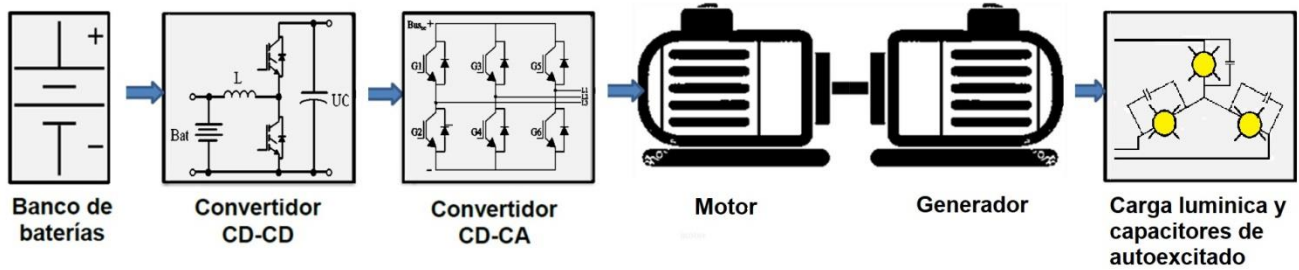 +
−
L
Bat
UC
Bus
+
G1
G3
G5
G2
G4
G6
-
Banco de
baterías
Convertidor
CD-CD
Convertidor
CD-CA
Motor
Generador
Carga luminica y
capacitores de
autoexcitado